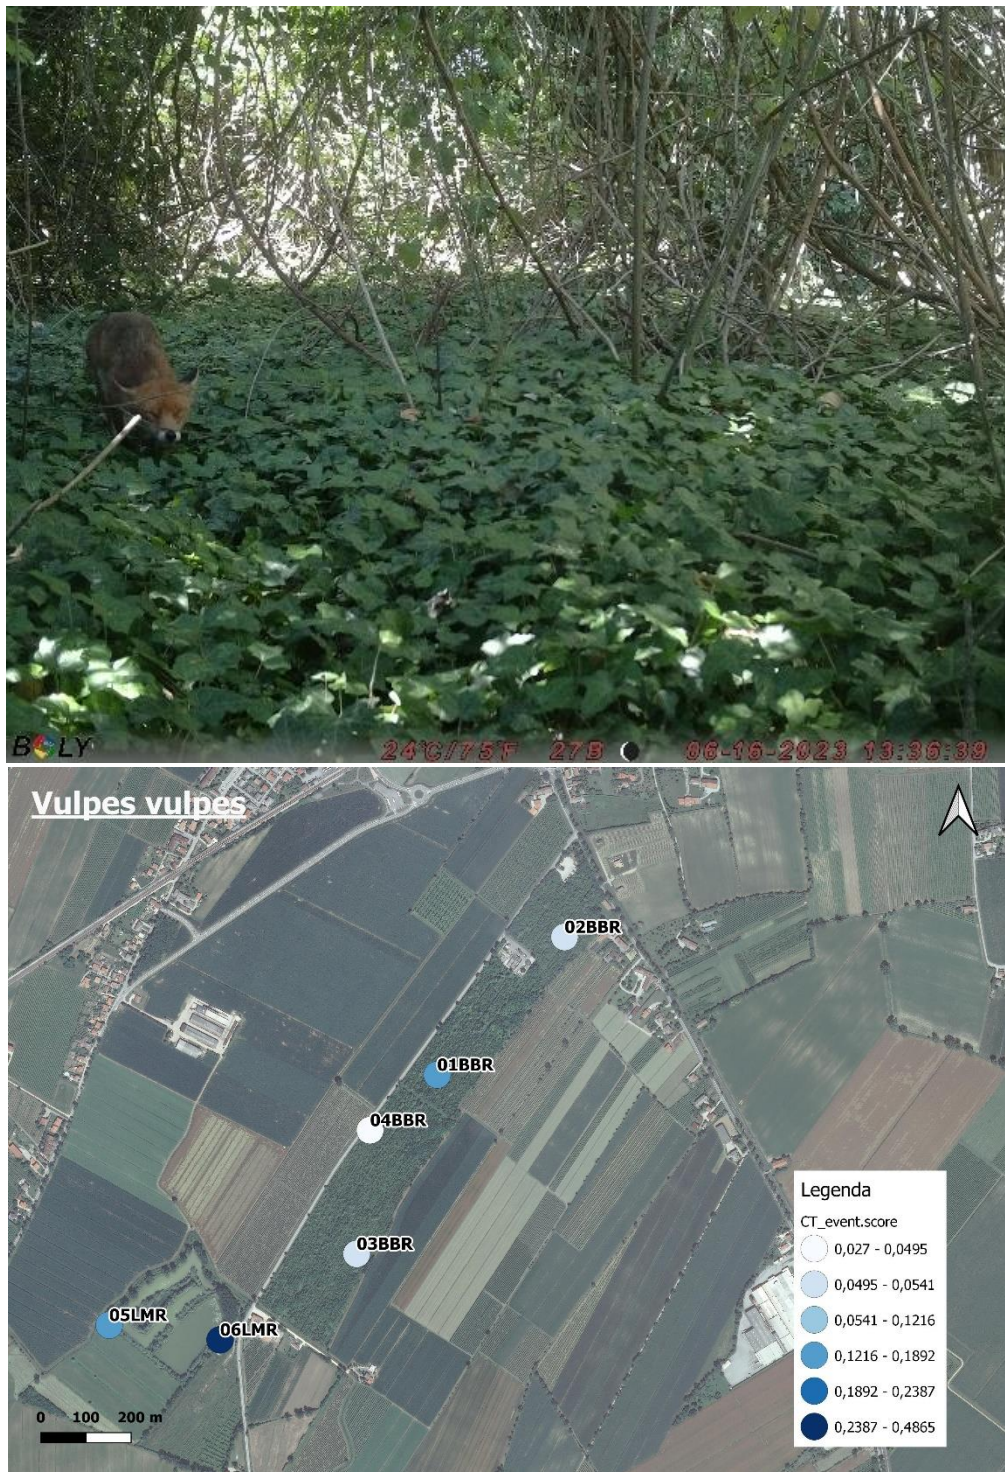 BOLY 24°C/75°F 27B 06-16-2023 13:36:39
Vulpes vulpes
02BBR
01BBR
04BBR
03BBR
05LMR
06LMR
Legenda
CT_event.score
0,027 - 0,0495
0,0495 - 0,0541
0,0541 - 0,1216
0,1216 - 0,1892
0,1892 - 0,2387
0,2387 - 0,4865
0 100 200 m